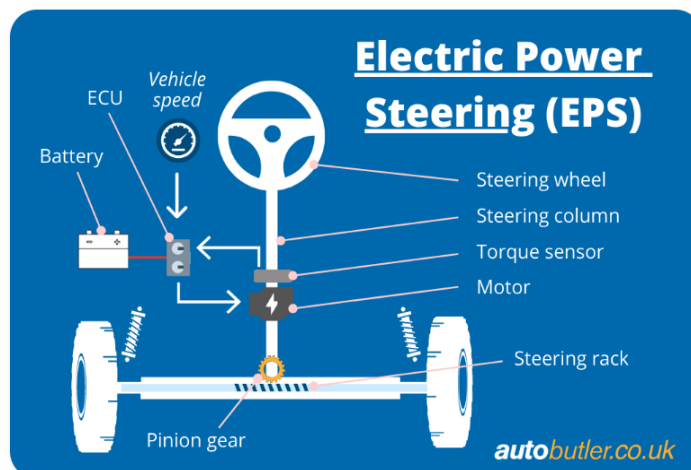 Electric Power
Steering (EPS)
Vehicle
speed
ECU
Battery
Steering wheel
Steering column
Torque sensor
Motor
Steering rack
Pinion gear
autobutler.co.uk